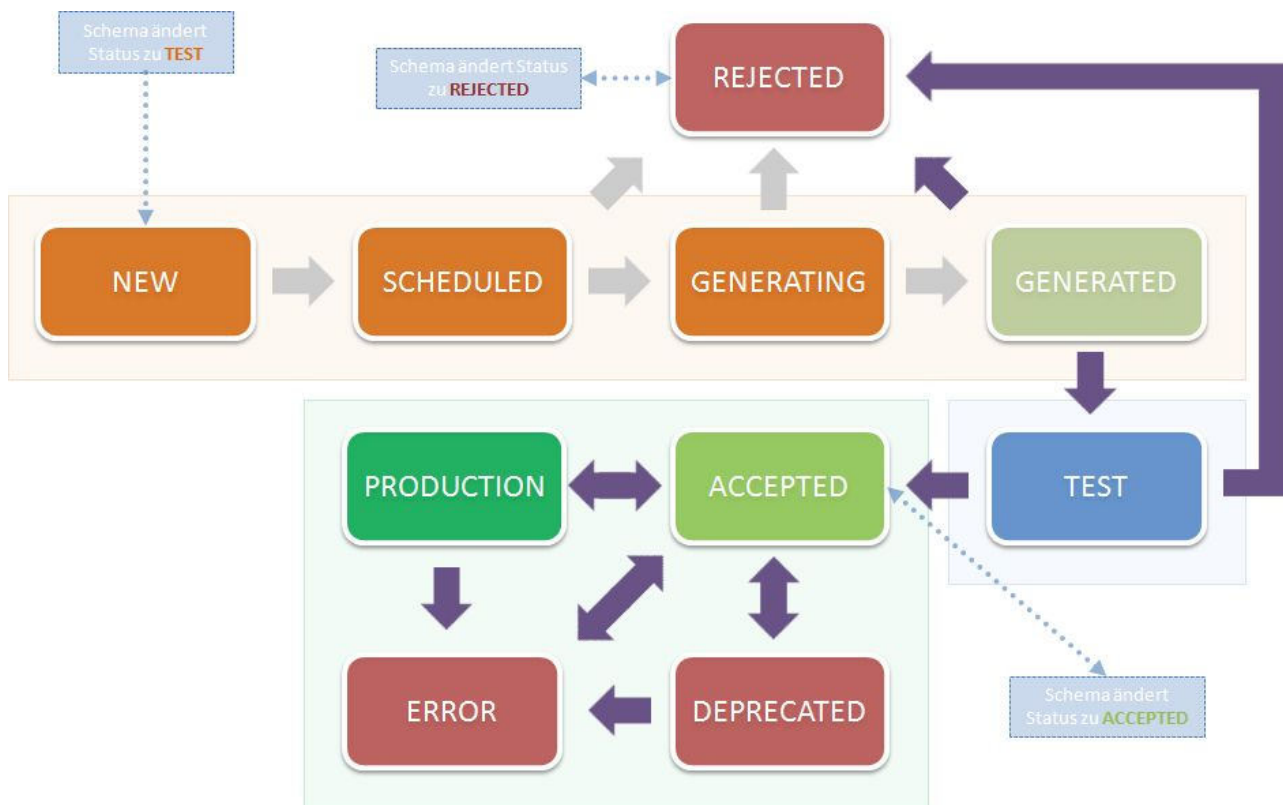 Schema ändert
Status zu TEST
Schema ändert Status
zu REJECTED
REJECTED
NEW
SCHEDULED
GENERATING
GENERATED
PRODUCTION
ACCEPTED
TEST
ERROR
DEPRECATED
Schema ändert
Status zu ACCEPTED